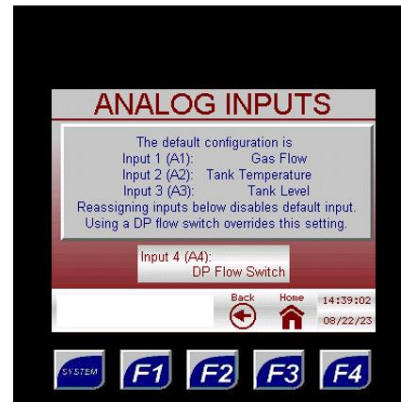 ANALOG INPUTS
The default configuration is
Input 1 (A1): Gas Flow
Input 2 (A2): Tank Temperature
Input 3 (A3): Tank Level
Reassigning inputs below disables default input.
Using a DP flow switch overrides this setting.
Input 4 (A4):
DP Flow Switch
Back Home 14:39:02
08/22/23
SYSTEM F1 F2 F3 F4